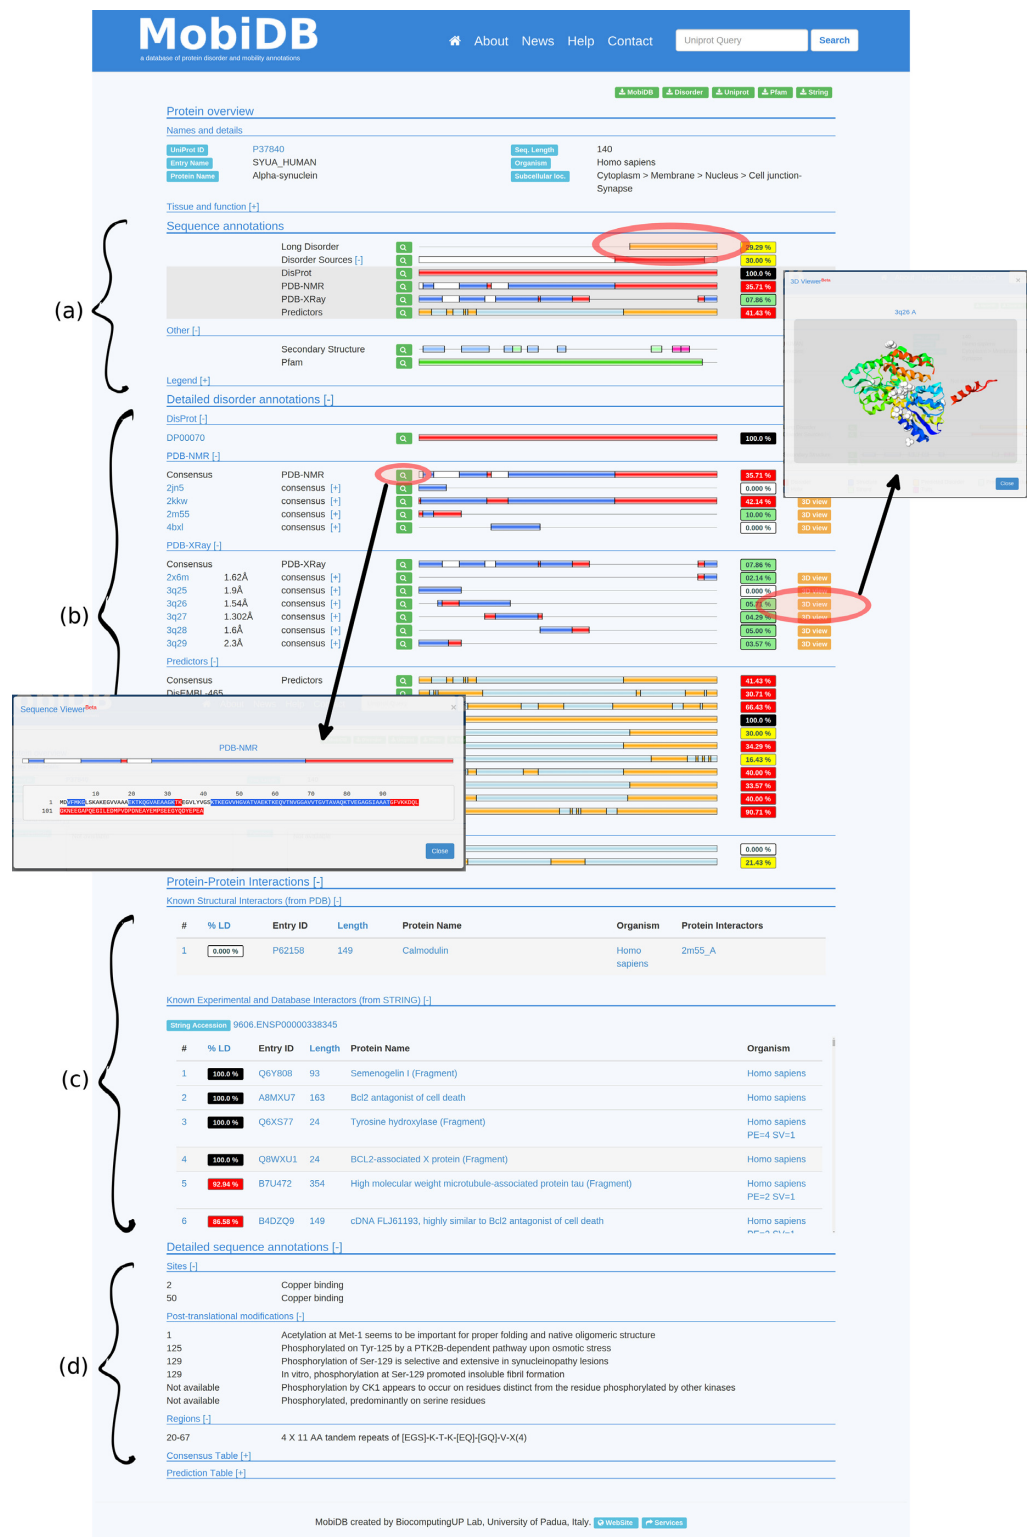 MobiDB
a database of protein disorder and mobility annotations
About News Help Contact
Uniprot Query
Search
MobiDB Disorder Uniprot Pfam String
Protein overview
Names and details
UniProt ID P37840 Seq. Length 140
Entry Name SYUA_HUMAN Organism Homo sapiens
Protein Name Alpha-synuclein Subcellular loc. Cytoplasm > Membrane > Nucleus > Cell junction-
Synapse
Tissue and function [+]
Sequence annotations
Long Disorder 29.29 %
Disorder Sources [-] 30.00 %
DisProt 100.0 %
PDB-NMR 35.71 %
PDB-XRay 07.86 %
Predictors 41.43 %
(a)
Other [-]
Secondary Structure
Pfam
Legend [+]
3D Viewer Beta ×
3q26 A
Close
Detailed disorder annotations [-]
DisProt [-]
DP00070 100.0 %
PDB-NMR [-]
Consensus PDB-NMR 35.71 %
2jn5 consensus [+] 0.000 %
2kkw consensus [+] 42.14 % 3D view
2m55 consensus [+] 10.00 % 3D view
4bxl consensus [+] 0.000 % 3D view
PDB-XRay [-]
Consensus PDB-XRay 07.86 %
2x6m 1.62Å consensus [+] 02.14 % 3D view
3q25 1.9Å consensus [+] 0.000 % 3D view
3q26 1.54Å consensus [+] 05.71 % 3D view
(b)
3q27 1.302Å consensus [+] 04.29 % 3D view
3q28 1.6Å consensus [+] 05.00 % 3D view
3q29 2.3Å consensus [+] 03.57 % 3D view
Predictors [-]
Consensus Predictors 41.43 %
DisEMBL-465 30.71 %
66.43 %
100.0 %
30.00 %
34.29 %
16.43 %
40.00 %
33.57 %
40.00 %
90.71 %
0.000 %
21.43 %
Sequence Viewer Beta ×
PDB-NMR
10 20 30 40 50 60 70 80 90
1 MDVFMKGLSKAKEGVVAAAEKTKQGVAEAAGKTKEGVLYVGSKTKEGVVHGVATVAEKTKEQVTNVGGAVVTGVTAVAQKTVEGAGSIAAATGFVKKDQL
101 GKNEEGAPQEGILEDMPVDPDNEAYEMPSEEGYQDYEPEA
Close
Protein-Protein Interactions [-]
Known Structural Interactors (from PDB) [-]
# % LD Entry ID Length Protein Name Organism Protein Interactors
1 0.000 % P62158 149 Calmodulin Homo
sapiens 2m55_A
Known Experimental and Database Interactors (from STRING) [-]
String Accession 9606.ENSP00000338345
# % LD Entry ID Length Protein Name Organism
1 100.0 % Q6Y808 93 Semenogelin I (Fragment) Homo sapiens
(c)
2 100.0 % A8MXU7 163 Bcl2 antagonist of cell death Homo sapiens
3 100.0 % Q6XS77 24 Tyrosine hydroxylase (Fragment) Homo sapiens
PE=4 SV=1
4 100.0 % Q8WXU1 24 BCL2-associated X protein (Fragment) Homo sapiens
5 92.94 % B7U472 354 High molecular weight microtubule-associated protein tau (Fragment) Homo sapiens
PE=2 SV=1
6 86.58 % B4DZQ9 149 cDNA FLJ61193, highly similar to Bcl2 antagonist of cell death Homo sapiens
Detailed sequence annotations [-]
Sites [-]
2 Copper binding
50 Copper binding
Post-translational modifications [-]
1 Acetylation at Met-1 seems to be important for proper folding and native oligomeric structure
125 Phosphorylated on Tyr-125 by a PTK2B-dependent pathway upon osmotic stress
129 Phosphorylation of Ser-129 is selective and extensive in synucleinopathy lesions
(d)
129 In vitro, phosphorylation at Ser-129 promoted insoluble fibril formation
Not available Phosphorylation by CK1 appears to occur on residues distinct from the residue phosphorylated by other kinases
Not available Phosphorylated, predominantly on serine residues
Regions [-]
20-67 4 X 11 AA tandem repeats of [EGS]-K-T-K-[EQ]-[GQ]-V-X(4)
Consensus Table [+]
Prediction Table [+]
MobiDB created by BiocomputingUP Lab, University of Padua, Italy. WebSite Services